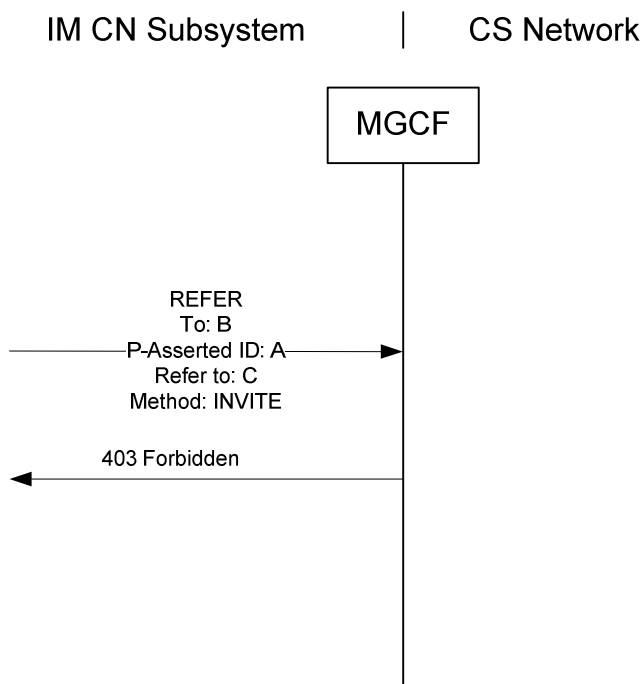 IM CN Subsystem | CS Network
MGCF
REFER
To: B
P-Asserted ID: A
Refer to: C
Method: INVITE
403 Forbidden